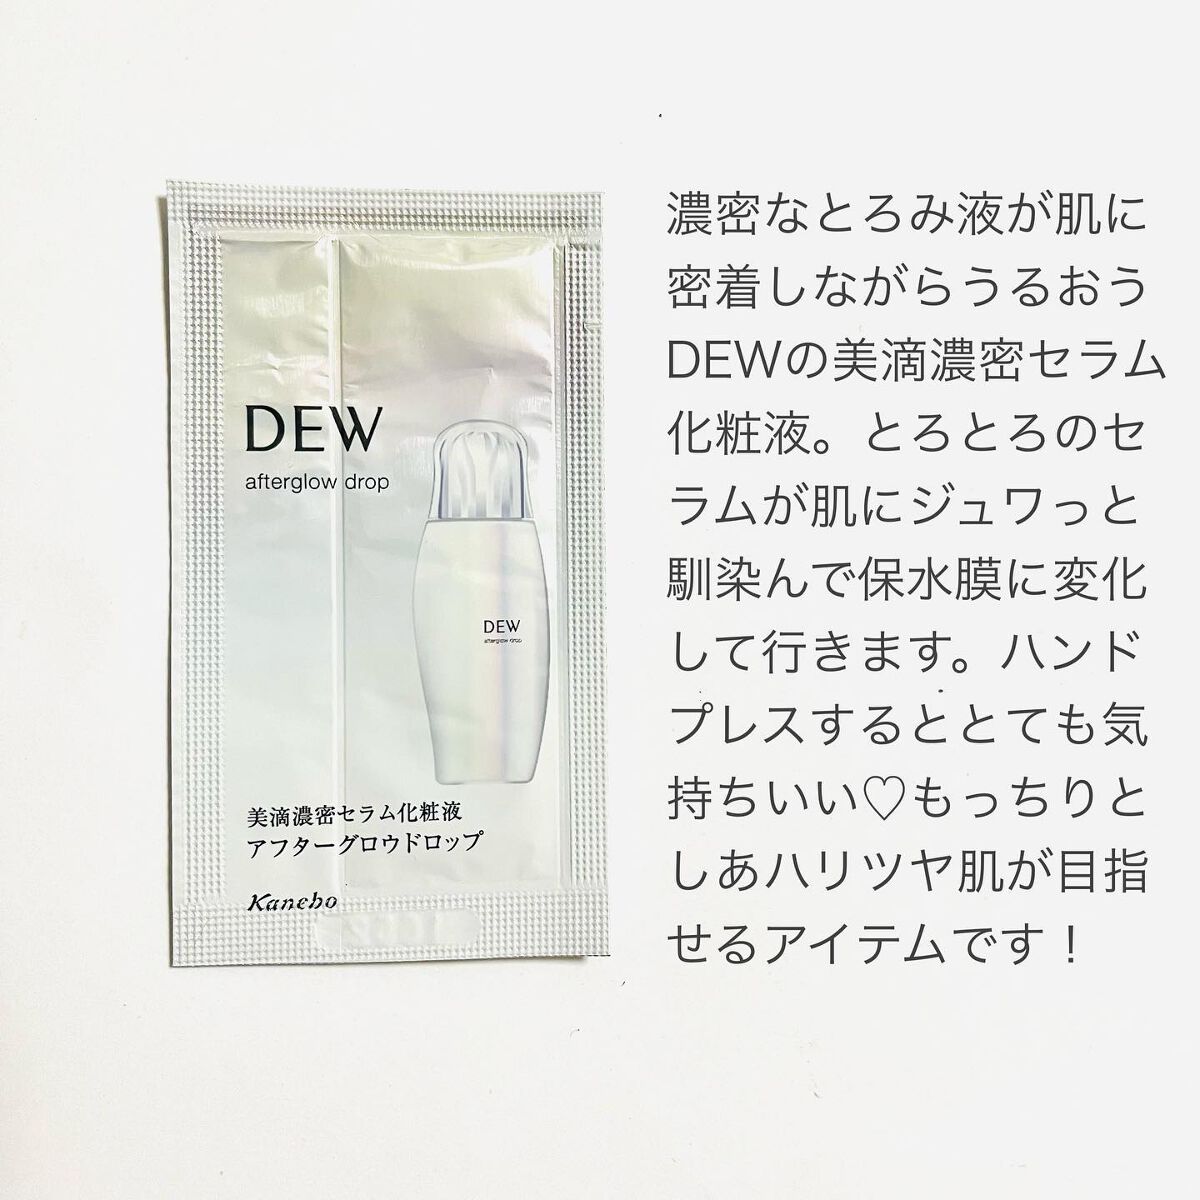 DEW
afterglow drop
DEW
afterglow drop
美滴濃密セラム化粧液
アフターグロウドロップ
Kanebo
濃密なとろみ液が肌に
密着しながらうるおう
DEWの美滴濃密セラム
化粧液。とろとろのセ
ラムが肌にジュワっと
馴染んで保水膜に変化
して行きます。ハンド
プレスするととても気
持ちいい♡もっちりと
しあハリツヤ肌が目指
せるアイテムです！